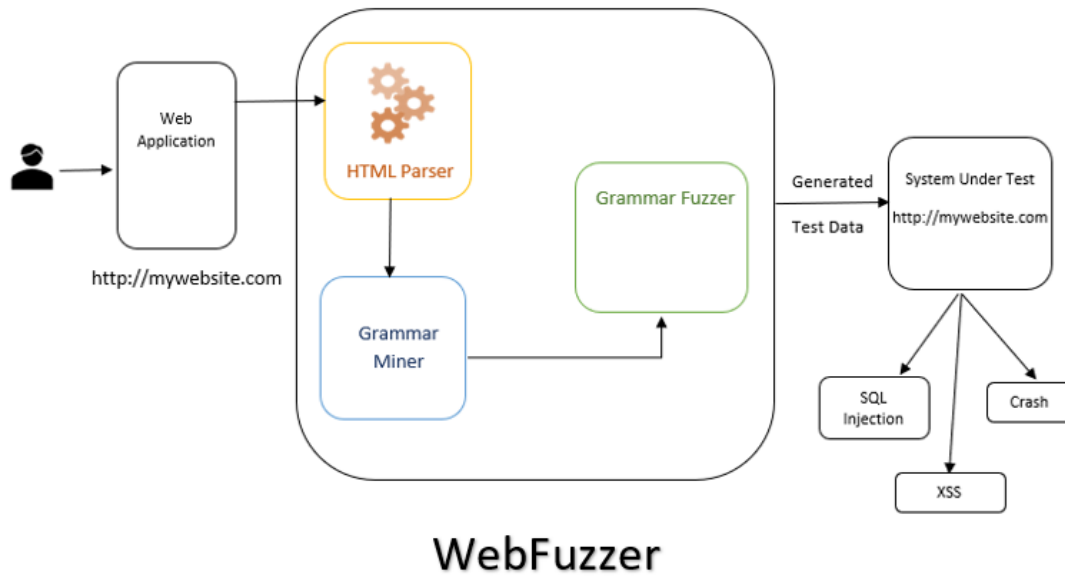 Web
Application
http://mywebsite.com
HTML Parser
Grammar
Miner
Grammar Fuzzer
Generated
Test Data
System Under Test
http://mywebsite.com
SQL
Injection
XSS
Crash
WebFuzzer